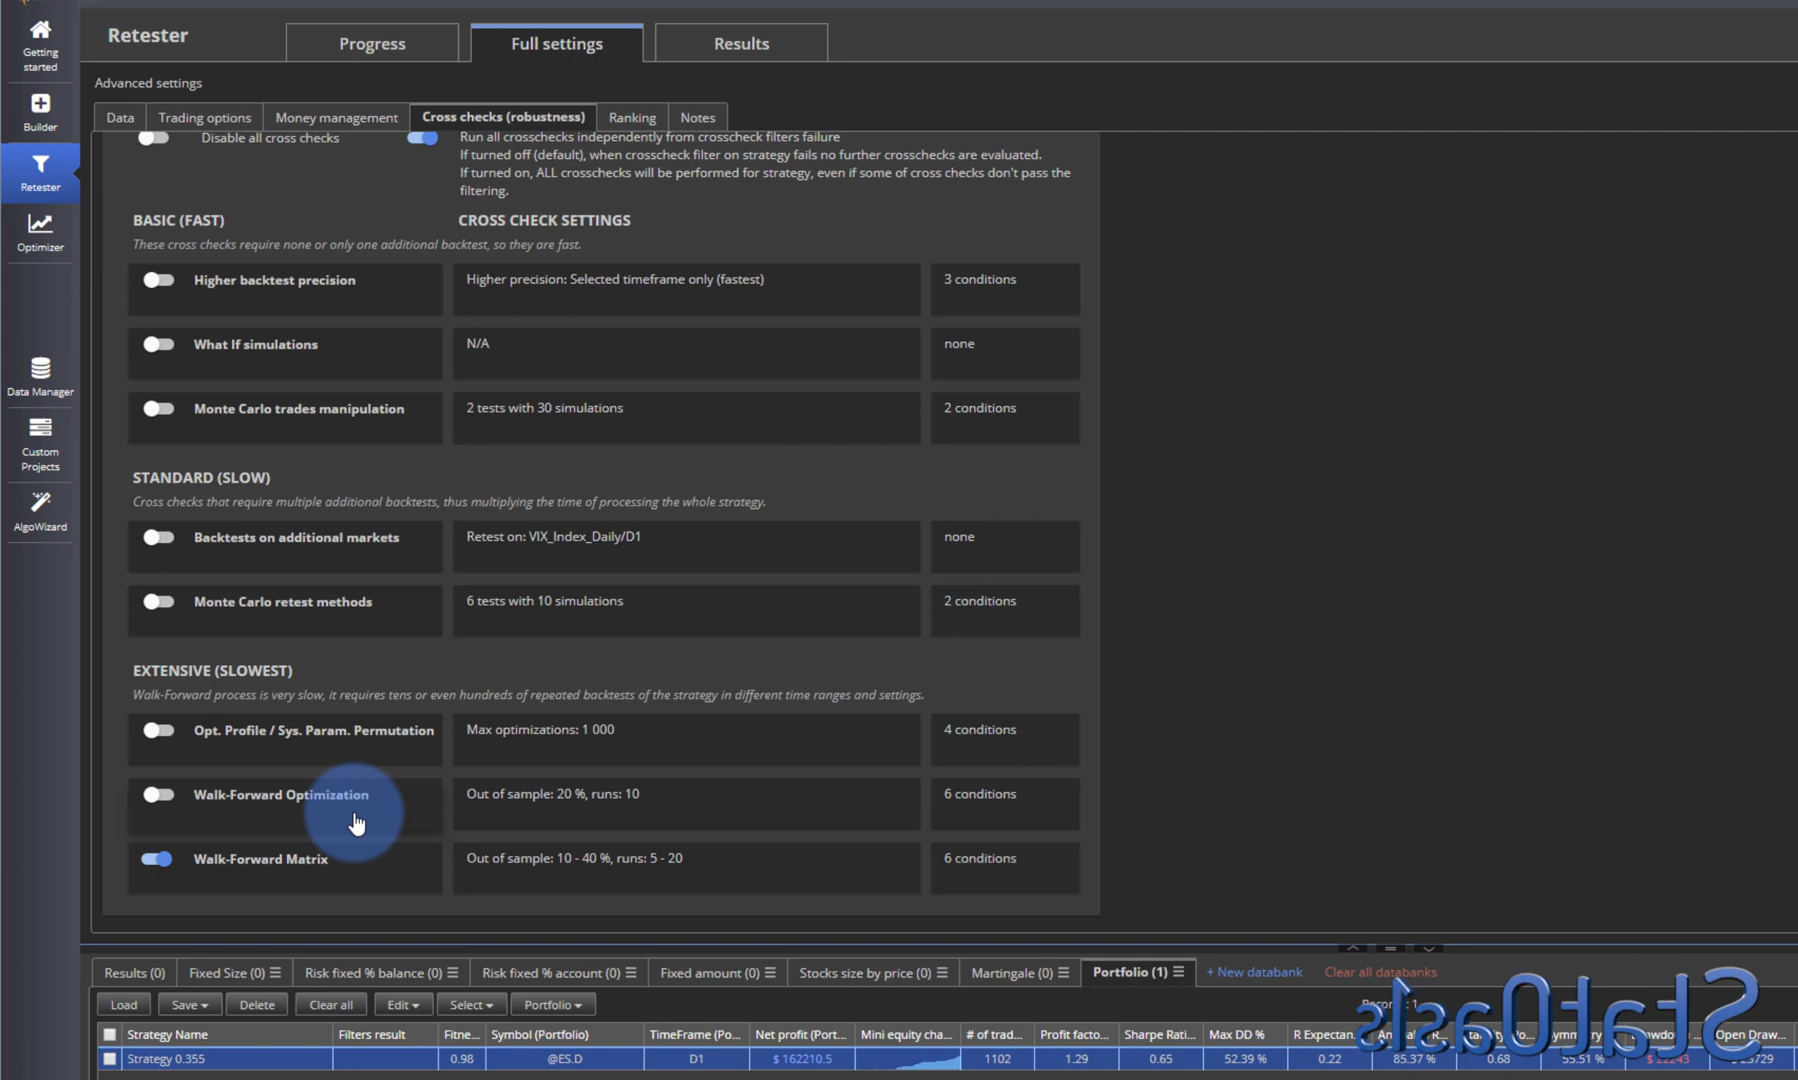 Retester
Progress
Full settings
Results
Getting
started
Builder
Retester
Optimizer
Data Manager
Custom
Projects
AlgoWizard
Advanced settings
Data
Trading options
Money management
Cross checks (robustness)
Ranking
Notes
Disable all cross checks
Run all crosschecks independently from crosscheck filters failure
If turned off (default), when crosscheck filter on strategy fails no further crosschecks are evaluated.
If turned on, ALL crosschecks will be performed for strategy, even if some of cross checks don't pass the
filtering.
BASIC (FAST)
CROSS CHECK SETTINGS
These cross checks require none or only one additional backtest, so they are fast.
Higher backtest precision
Higher precision: Selected timeframe only (fastest)
3 conditions
What If simulations
N/A
none
Monte Carlo trades manipulation
2 tests with 30 simulations
2 conditions
STANDARD (SLOW)
Cross checks that require multiple additional backtests, thus multiplying the time of processing the whole strategy.
Backtests on additional markets
Retest on: VIX_Index_Daily/D1
none
Monte Carlo retest methods
6 tests with 10 simulations
2 conditions
EXTENSIVE (SLOWEST)
Walk-Forward process is very slow, it requires tens or even hundreds of repeated backtests of the strategy in different time ranges and settings.
Opt. Profile / Sys. Param. Permutation
Max optimizations: 1 000
4 conditions
Walk-Forward Optimization
Out of sample: 20 %, runs: 10
6 conditions
Walk-Forward Matrix
Out of sample: 10 - 40 %, runs: 5 - 20
6 conditions
Results (0)
Fixed Size (0)
Risk fixed % balance (0)
Risk fixed % account (0)
Fixed amount (0)
Stocks size by price (0)
Martingale (0)
Portfolio (1)
+ New databank
Clear all databanks
Load
Save
Delete
Clear all
Edit
Select
Portfolio
StatOasis
Strategy Name
Filters result
Fitne...
Symbol (Portfolio)
TimeFrame (Po...
Net profit (Port...
Mini equity cha...
# of trad...
Profit facto...
Sharpe Rati...
Max DD %
R Expectan...
Open Draw...
Strategy 0.355
0.98
@ES.D
D1
$ 162210.5
1102
1.29
0.65
52.39 %
0.22
85.37 %
0.68
55.51 %